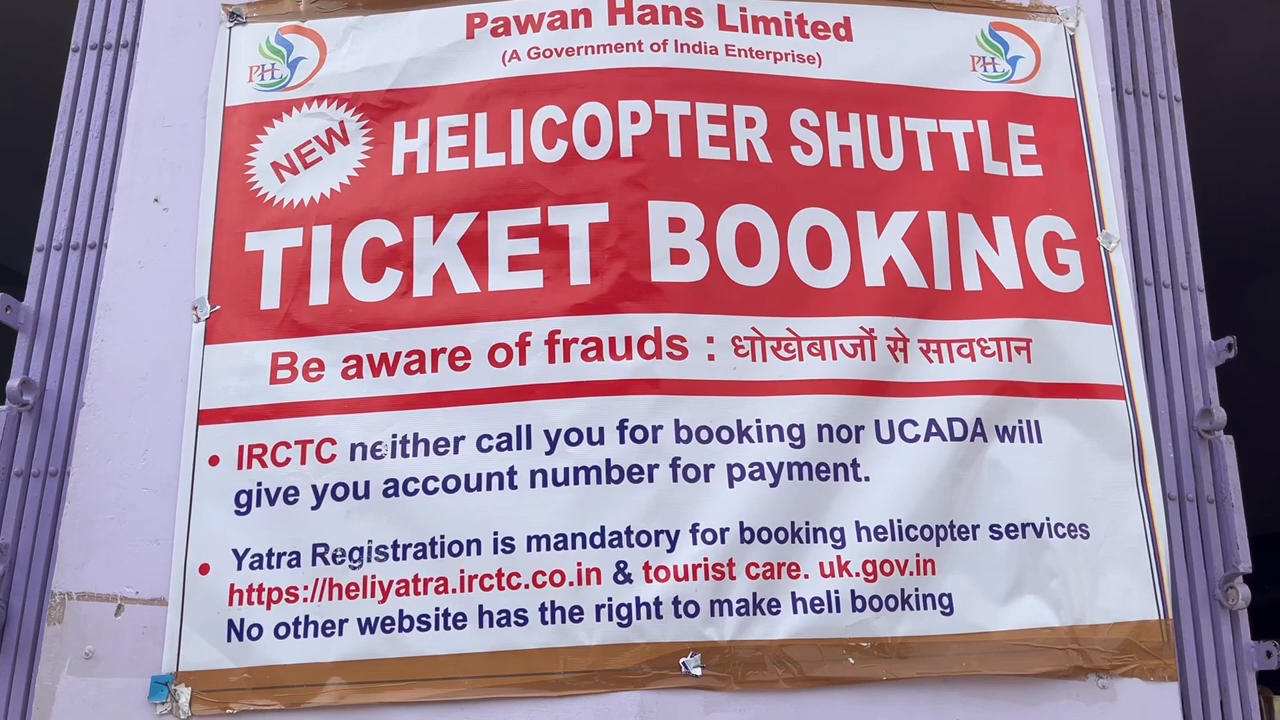 Pawan Hans Limited
(A Government of India Enterprise)
PHL
PHL
NEW
HELICOPTER SHUTTLE
TICKET BOOKING
Be aware of frauds : धोखेबाजों से सावधान
• IRCTC neither call you for booking nor UCADA will
give you account number for payment.
• Yatra Registration is mandatory for booking helicopter services
https://heliyatra.irctc.co.in & tourist care. uk.gov.in
No other website has the right to make heli booking